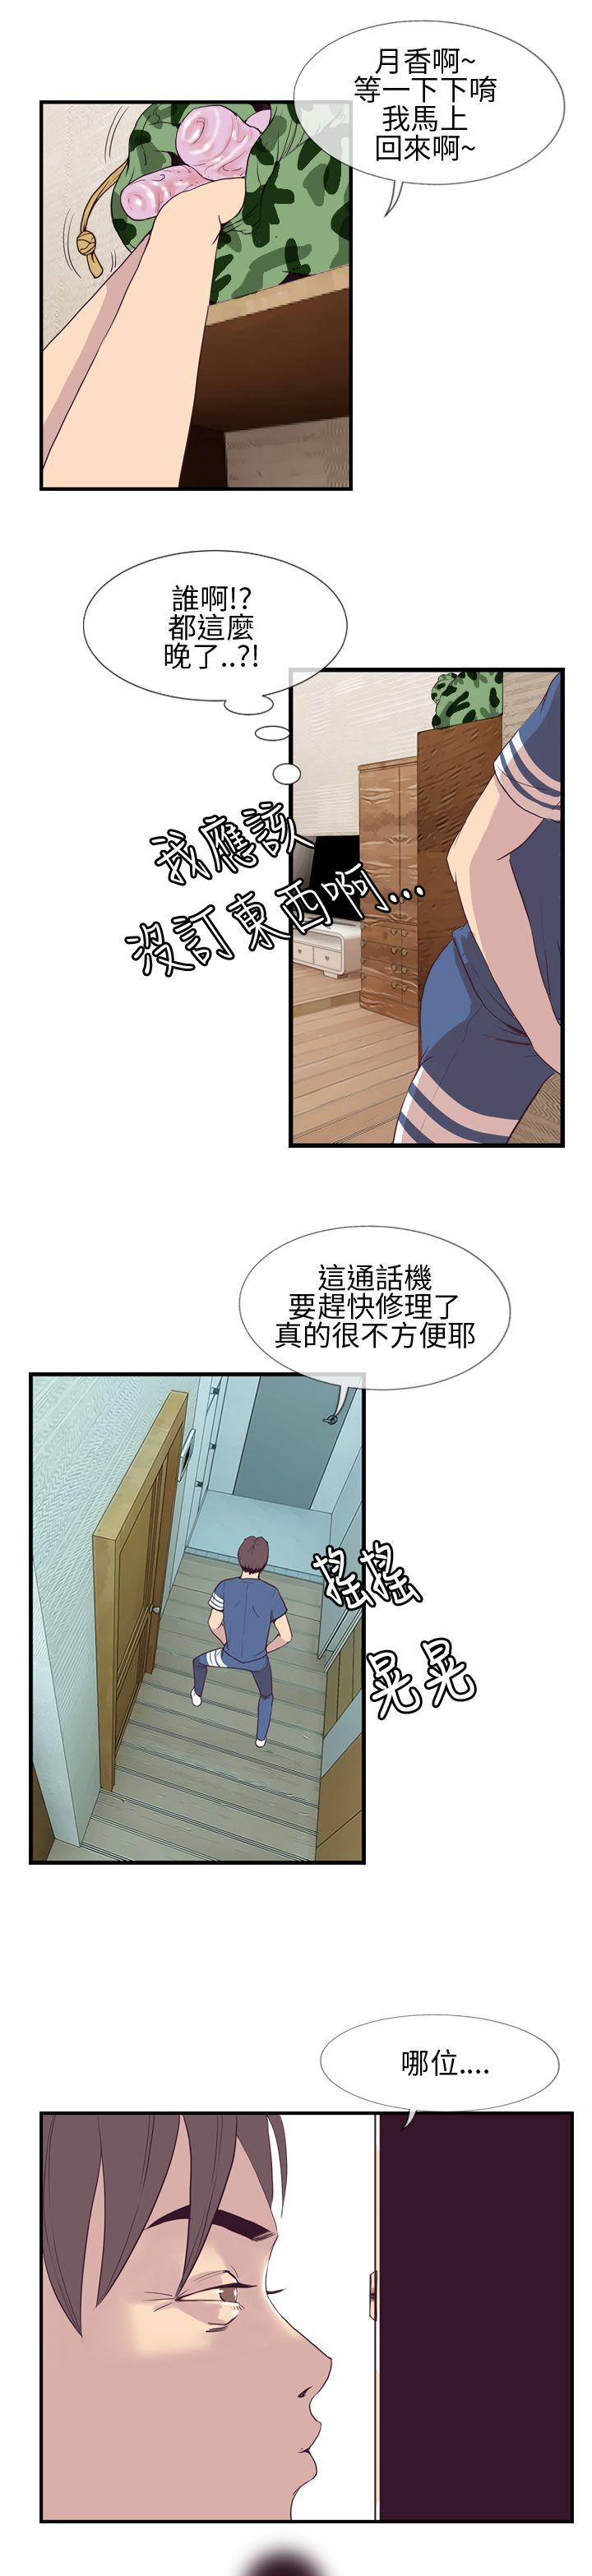 月香啊~
等一下下唷
我馬上
回來啊~
誰啊!?
都這麼
晚了..?!
我應該
沒訂東西啊...
這通話機
要趕快修理了
真的很不方便耶
搖搖
晃晃
哪位....